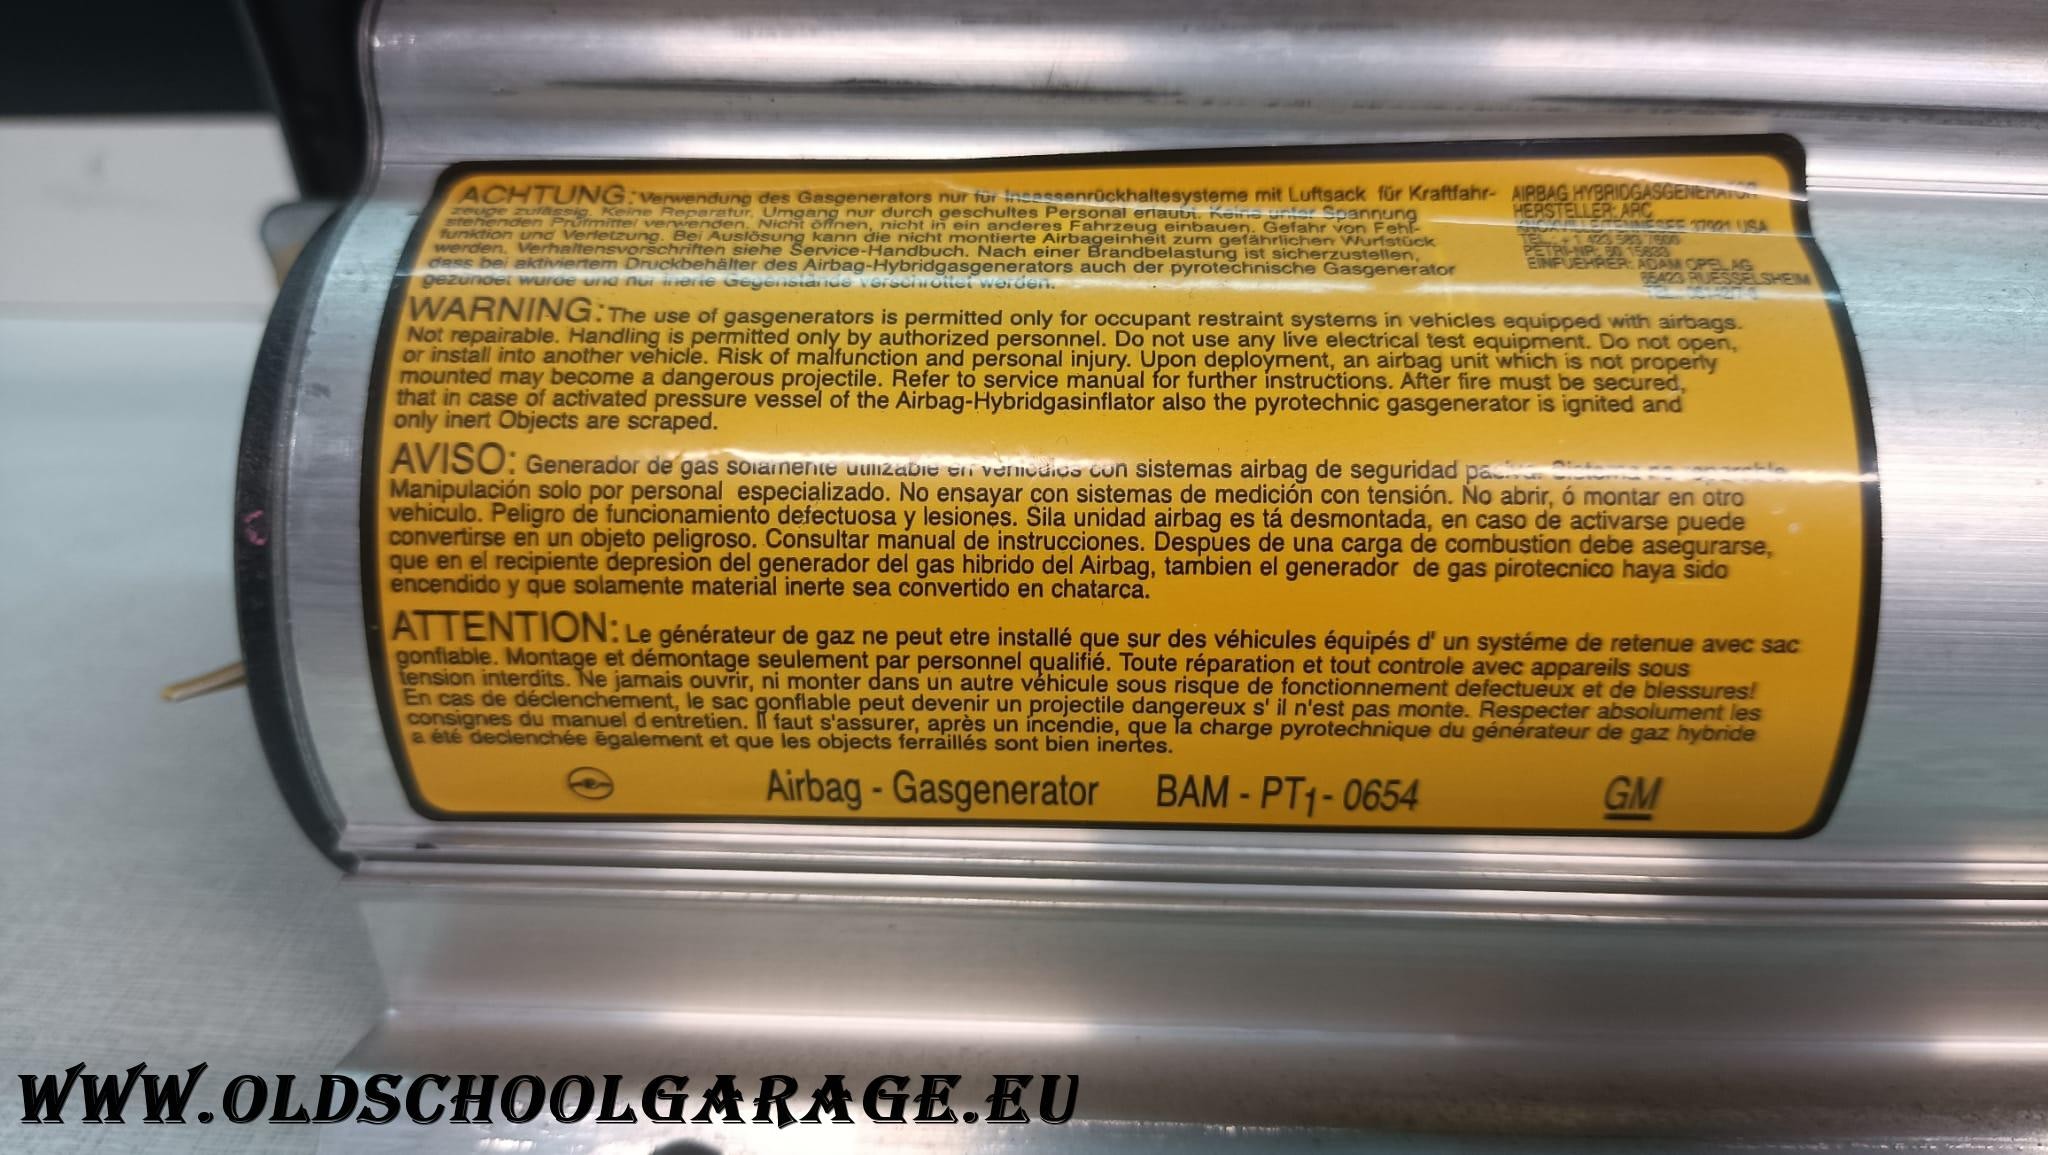 ACHTUNG: Verwendung des Gasgenerators nur für Insassenrückhaltesysteme mit Luftsack für Kraftfahr-
zeuge zulässig. Keine Reparatur. Umgang nur durch geschultes Personal erlaubt. Keine unter Spannung
stehenden Prüfmittel verwenden. Nicht öffnen, nicht in ein anderes Fahrzeug einbauen. Gefahr von Fehl-
funktion und Verletzung. Bei Auslösung kann die nicht montierte Airbageinheit zum gefährlichen Wurfstück
werden. Verhaltensvorschriften siehe Service-Handbuch. Nach einer Brandbelastung ist sicherzustellen,
dass bei aktiviertem Druckbehälter des Airbag-Hybridgasgenerators auch der pyrotechnische Gasgenerator
gezündet wurde und nur inerte Gegenstände verschrottet werden.
AIRBAG HYBRIDGASGENERATOR
HERSTELLER: ARC
KNOXVILLE TENNESEE 37921 USA
TEL.: + 1 423 583
PETRI-NR: 90
EINFUEHRER: ADAM OPEL AG
65423 RUESSELSHEIM
TEL.:
WARNING: The use of gasgenerators is permitted only for occupant restraint systems in vehicles equipped with airbags.
Not repairable. Handling is permitted only by authorized personnel. Do not use any live electrical test equipment. Do not open,
or install into another vehicle. Risk of malfunction and personal injury. Upon deployment, an airbag unit which is not properly
mounted may become a dangerous projectile. Refer to service manual for further instructions. After fire must be secured,
that in case of activated pressure vessel of the Airbag-Hybridgasinflator also the pyrotechnic gasgenerator is ignited and
only inert Objects are scraped.
AVISO: Generador de gas solamente utilizable en vehiculos con sistemas airbag de seguridad pasiva. Sistema no reparable.
Manipulación solo por personal especializado. No ensayar con sistemas de medición con tensión. No abrir, ó montar en otro
vehiculo. Peligro de funcionamiento defectuosa y lesiones. Sila unidad airbag es tá desmontada, en caso de activarse puede
convertirse en un objeto peligroso. Consultar manual de instrucciones. Despues de una carga de combustion debe asegurarse,
que en el recipiente depresion del generador del gas hibrido del Airbag, tambien el generador de gas pirotecnico haya sido
encendido y que solamente material inerte sea convertido en chatarca.
ATTENTION: Le générateur de gaz ne peut etre installé que sur des véhicules équipés d' un systéme de retenue avec sac
gonfiable. Montage et démontage seulement par personnel qualifié. Toute réparation et tout controle avec appareils sous
tension interdits. Ne jamais ouvrir, ni monter dans un autre véhicule sous risque de fonctionnement defectueux et de blessures!
En cas de déclenchement, le sac gonflable peut devenir un projectile dangereux s' il n'est pas monte. Respecter absolument les
consignes du manuel d entretien. Il faut s'assurer, après un incendie, que la charge pyrotechnique du générateur de gaz hybride
a été declenchée également et que les objects ferraillés sont bien inertes.
Airbag - Gasgenerator BAM - PT1- 0654 GM
WWW.OLDSCHOOLGARAGE.EU